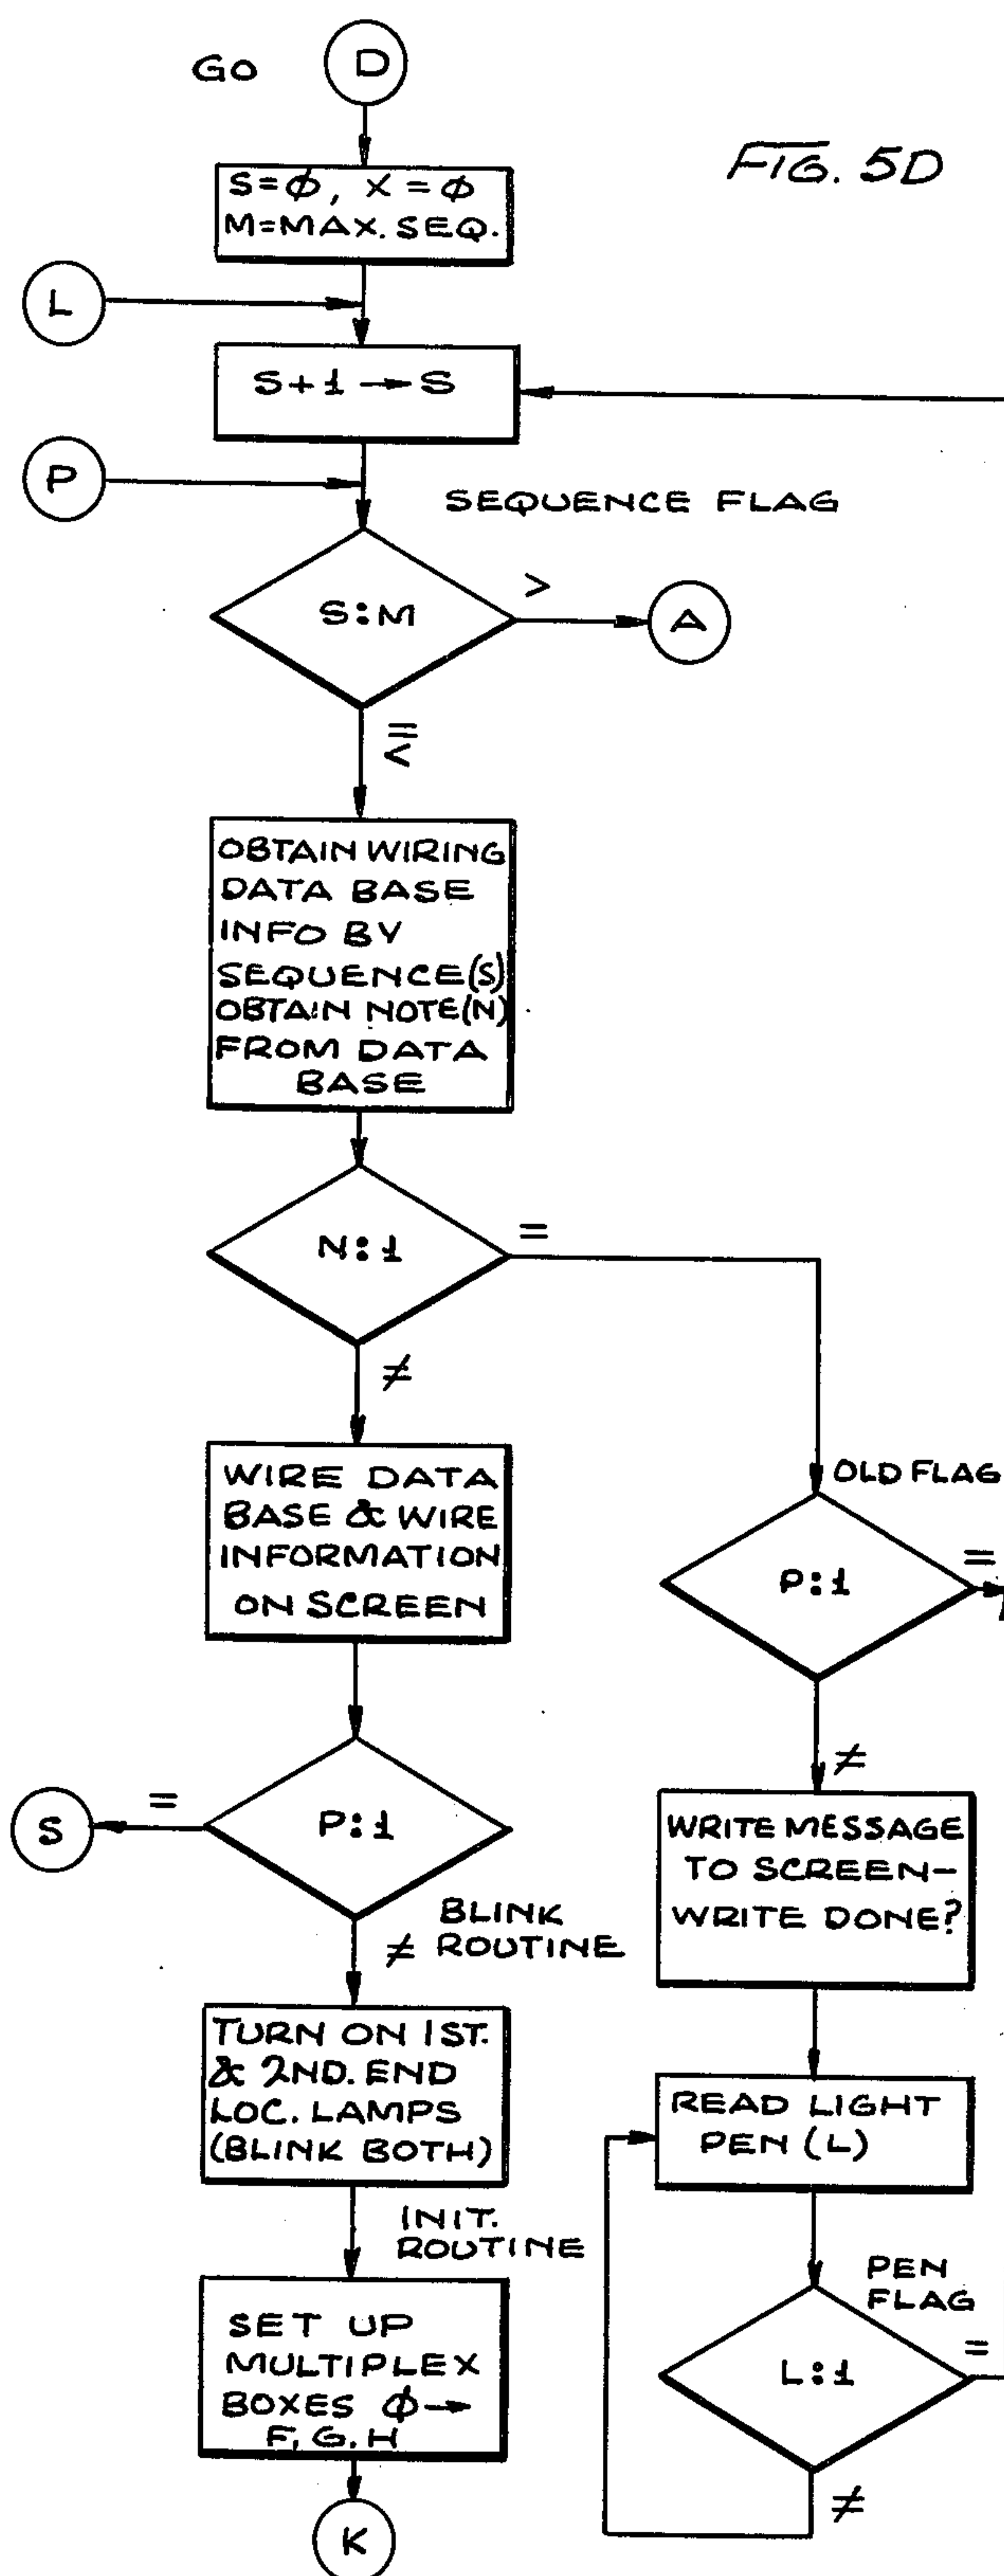 GO
D
FIG. 5D
S=φ, X=φ
M=MAX. SEQ.
L
S+1→S
P
SEQUENCE FLAG
S:M
>
A
=
<
OBTAIN WIRING
DATA BASE
INFO BY
SEQUENCE(S)
OBTAIN NOTE(N)
FROM DATA
BASE
N:1
=
≠
WIRE DATA
BASE & WIRE
INFORMATION
ON SCREEN
OLD FLAG
P:1
=
≠
S
=
P:1
≠
BLINK
ROUTINE
WRITE MESSAGE
TO SCREEN-
WRITE DONE?
TURN ON 1ST.
& 2ND. END
LOC. LAMPS
(BLINK BOTH)
READ LIGHT
PEN (L)
INIT.
ROUTINE
SET UP
MULTIPLEX
BOXES φ→
F, G, H
PEN
FLAG
L:1
=
≠
K